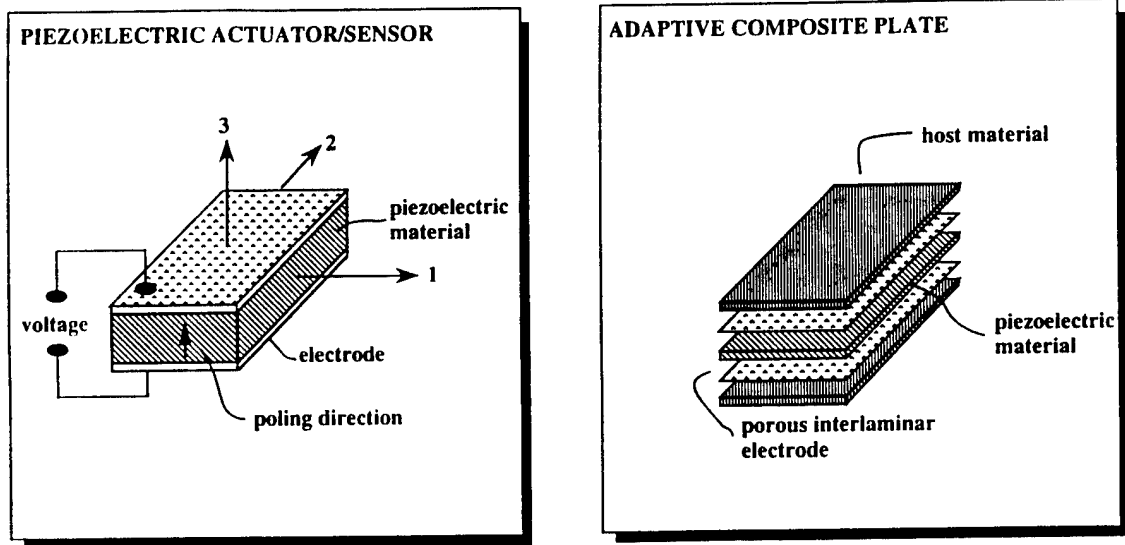 PIEZOELECTRIC ACTUATOR/SENSOR
3
2
piezoelectric
material
1
voltage
electrode
poling direction
ADAPTIVE COMPOSITE PLATE
host material
piezoelectric
material
porous interlaminar
electrode